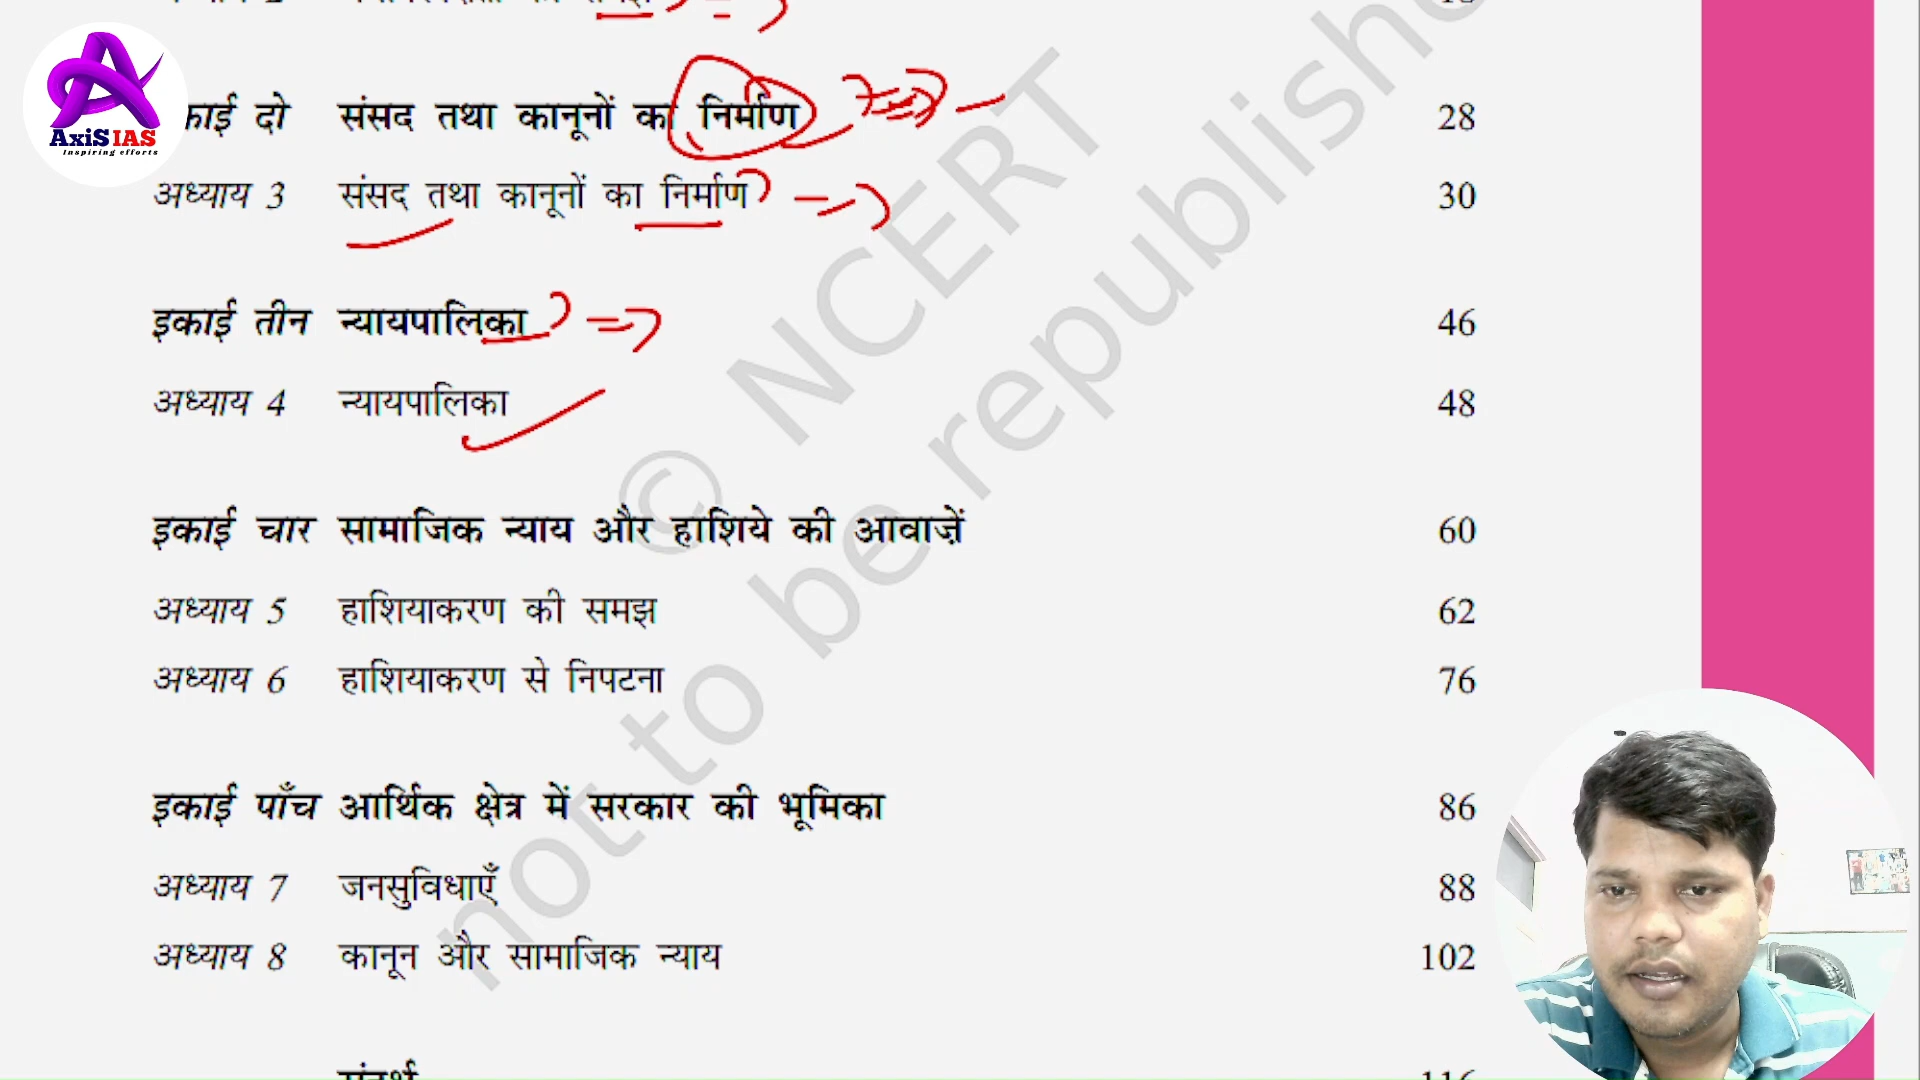 AxiS IAS
Inspiring efforts
काई दो संसद तथा कानूनों का निर्माण 28
अध्याय 3 संसद तथा कानूनों का निर्माण 30
इकाई तीन न्यायपालिका 46
अध्याय 4 न्यायपालिका 48
इकाई चार सामाजिक न्याय और हाशिये की आवाज़ें 60
अध्याय 5 हाशियाकरण की समझ 62
अध्याय 6 हाशियाकरण से निपटना 76
इकाई पाँच आर्थिक क्षेत्र में सरकार की भूमिका 86
अध्याय 7 जनसुविधाएँ 88
अध्याय 8 कानून और सामाजिक न्याय 102
© NCERT
not to be republishe